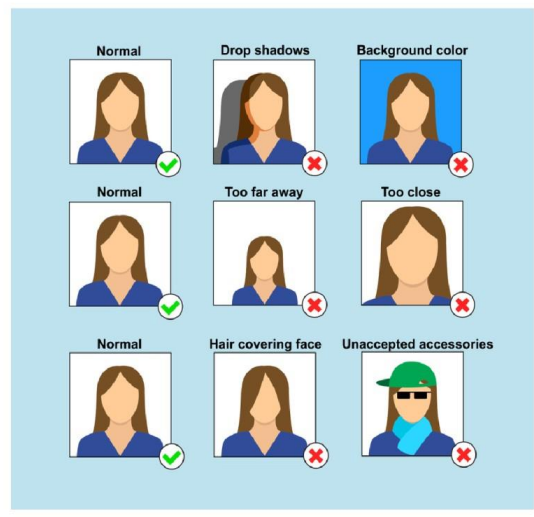 Normal
Drop shadows
Background color
Normal
Too far away
Too close
Normal
Hair covering face
Unaccepted accessories